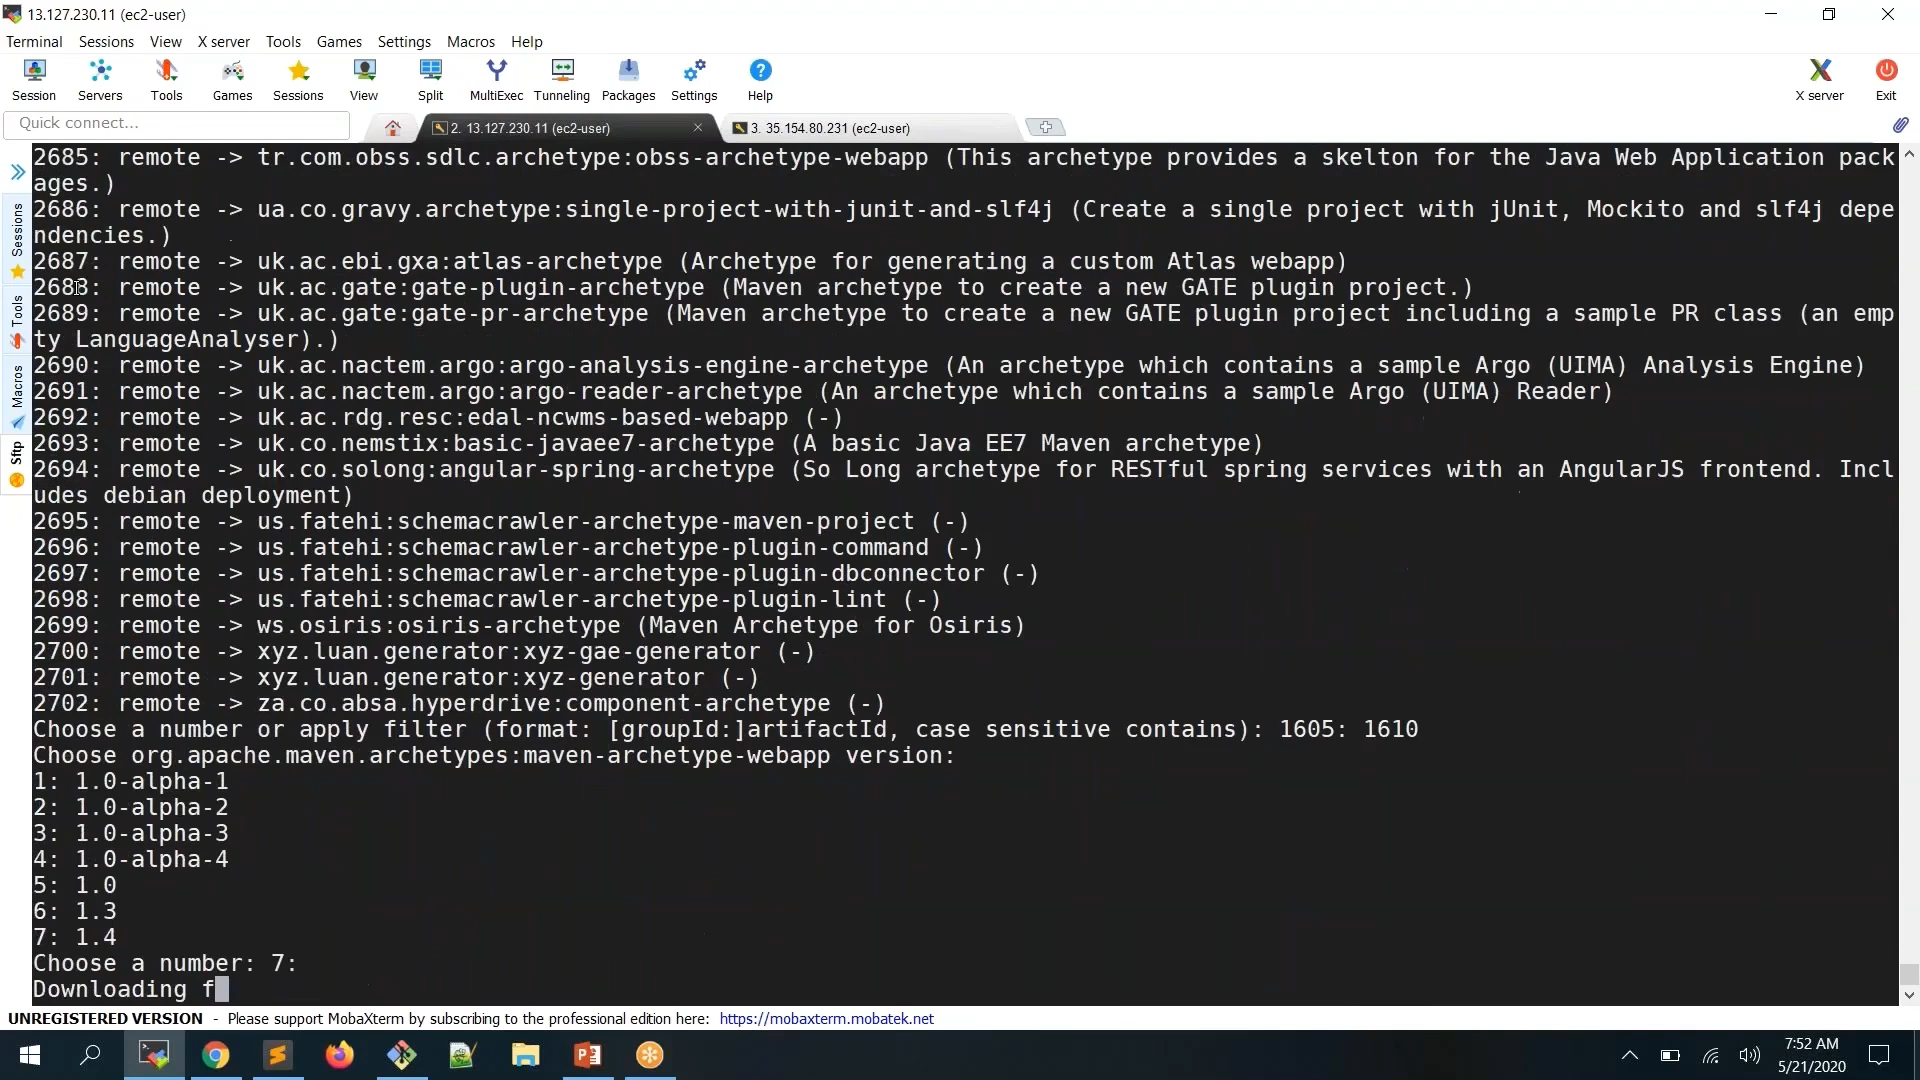 13.127.230.11 (ec2-user)
Terminal Sessions View X server Tools Games Settings Macros Help
Session Servers Tools Games Sessions View Split MultiExec Tunneling Packages Settings Help X server Exit
Quick connect... 2. 13.127.230.11 (ec2-user) 3. 35.154.80.231 (ec2-user)
Sessions
Tools
Macros
Sftp
2685: remote -> tr.com.obss.sdlc.archetype:obss-archetype-webapp (This archetype provides a skelton for the Java Web Application pack
ages.)
2686: remote -> ua.co.gravy.archetype:single-project-with-junit-and-slf4j (Create a single project with jUnit, Mockito and slf4j depe
ndencies.)
2687: remote -> uk.ac.ebi.gxa:atlas-archetype (Archetype for generating a custom Atlas webapp)
2688: remote -> uk.ac.gate:gate-plugin-archetype (Maven archetype to create a new GATE plugin project.)
2689: remote -> uk.ac.gate:gate-pr-archetype (Maven archetype to create a new GATE plugin project including a sample PR class (an emp
ty LanguageAnalyser).)
2690: remote -> uk.ac.nactem.argo:argo-analysis-engine-archetype (An archetype which contains a sample Argo (UIMA) Analysis Engine)
2691: remote -> uk.ac.nactem.argo:argo-reader-archetype (An archetype which contains a sample Argo (UIMA) Reader)
2692: remote -> uk.ac.rdg.resc:edal-ncwms-based-webapp (-)
2693: remote -> uk.co.nemstix:basic-javaee7-archetype (A basic Java EE7 Maven archetype)
2694: remote -> uk.co.solong:angular-spring-archetype (So Long archetype for RESTful spring services with an AngularJS frontend. Incl
udes debian deployment)
2695: remote -> us.fatehi:schemacrawler-archetype-maven-project (-)
2696: remote -> us.fatehi:schemacrawler-archetype-plugin-command (-)
2697: remote -> us.fatehi:schemacrawler-archetype-plugin-dbconnector (-)
2698: remote -> us.fatehi:schemacrawler-archetype-plugin-lint (-)
2699: remote -> ws.osiris:osiris-archetype (Maven Archetype for Osiris)
2700: remote -> xyz.luan.generator:xyz-gae-generator (-)
2701: remote -> xyz.luan.generator:xyz-generator (-)
2702: remote -> za.co.absa.hyperdrive:component-archetype (-)
Choose a number or apply filter (format: [groupId:]artifactId, case sensitive contains): 1605: 1610
Choose org.apache.maven.archetypes:maven-archetype-webapp version:
1: 1.0-alpha-1
2: 1.0-alpha-2
3: 1.0-alpha-3
4: 1.0-alpha-4
5: 1.0
6: 1.3
7: 1.4
Choose a number: 7:
Downloading f
UNREGISTERED VERSION - Please support MobaXterm by subscribing to the professional edition here: https://mobaxterm.mobatek.net
7:52 AM
5/21/2020